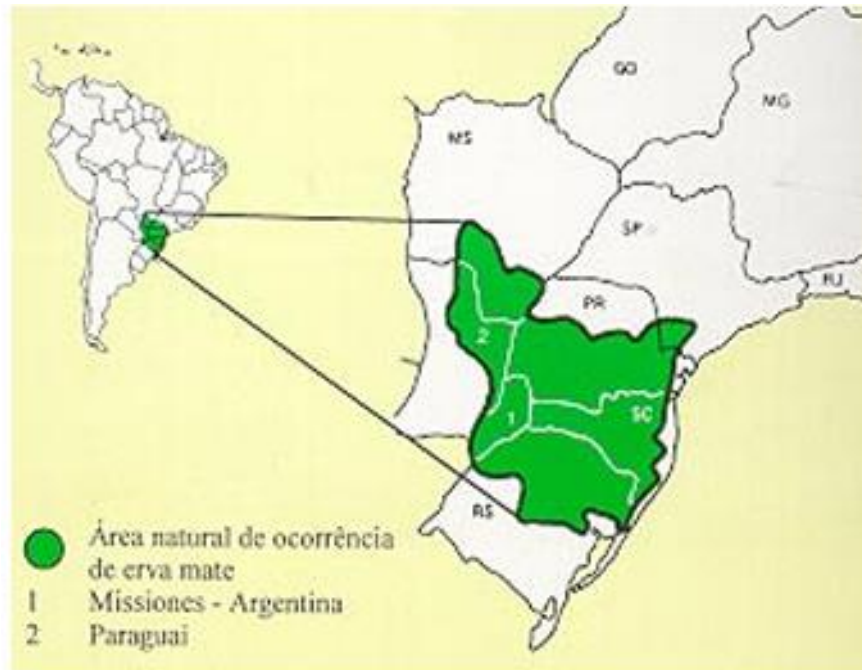 GO
MG
MS
SP
RJ
PR
2
1
SC
RS
Área natural de ocorrência
de erva mate
1 Missiones - Argentina
2 Paraguai